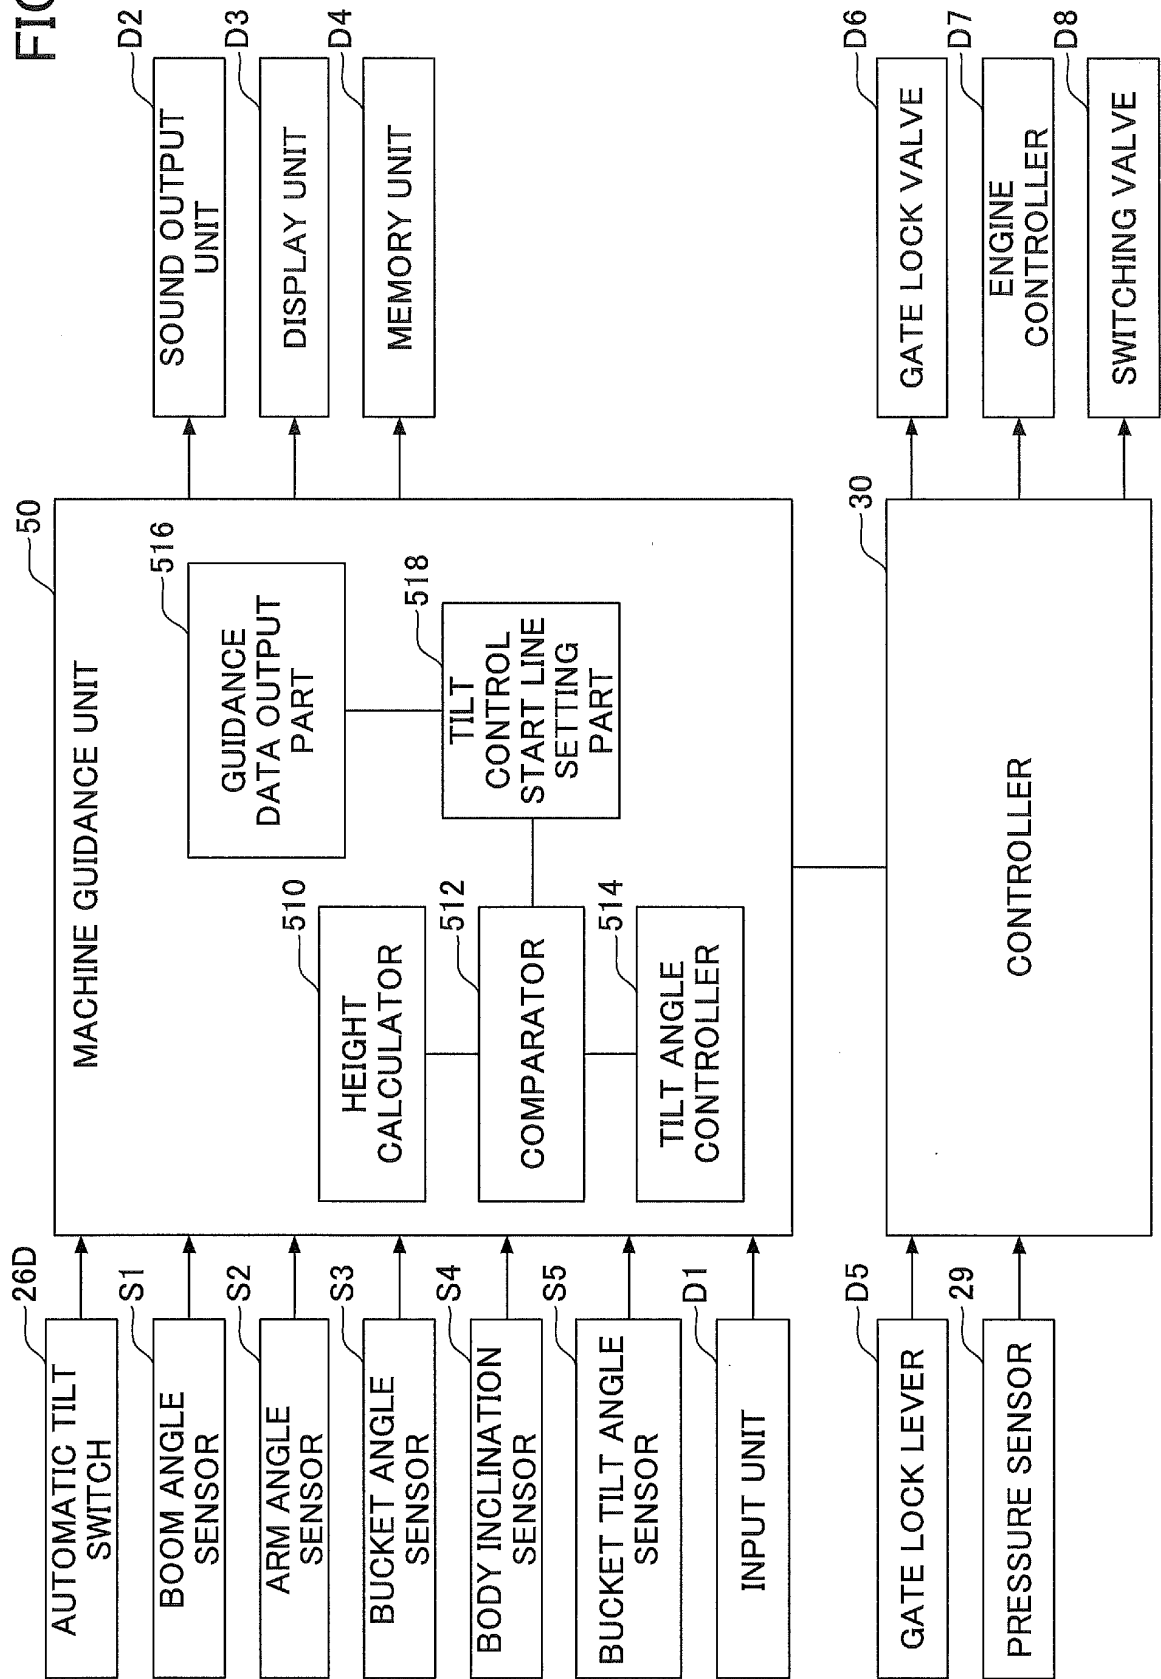 FIG
26D
AUTOMATIC TILT
SWITCH
S1
BOOM ANGLE
SENSOR
S2
ARM ANGLE
SENSOR
S3
BUCKET ANGLE
SENSOR
S4
BODY INCLINATION
SENSOR
S5
BUCKET TILT ANGLE
SENSOR
D1
INPUT UNIT
50
MACHINE GUIDANCE UNIT
510
HEIGHT
CALCULATOR
512
COMPARATOR
514
TILT ANGLE
CONTROLLER
516
GUIDANCE
DATA OUTPUT
PART
518
TILT
CONTROL
START LINE
SETTING
PART
D2
SOUND OUTPUT
UNIT
D3
DISPLAY UNIT
D4
MEMORY UNIT
D5
GATE LOCK LEVER
29
PRESSURE SENSOR
30
CONTROLLER
D6
GATE LOCK VALVE
D7
ENGINE
CONTROLLER
D8
SWITCHING VALVE